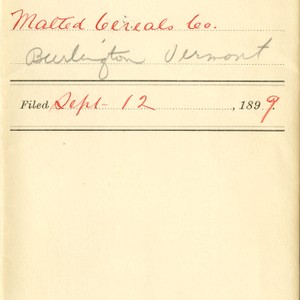 Malted Cereals Co.
Burlington Vermont
Filed Sept - 12, 1899.